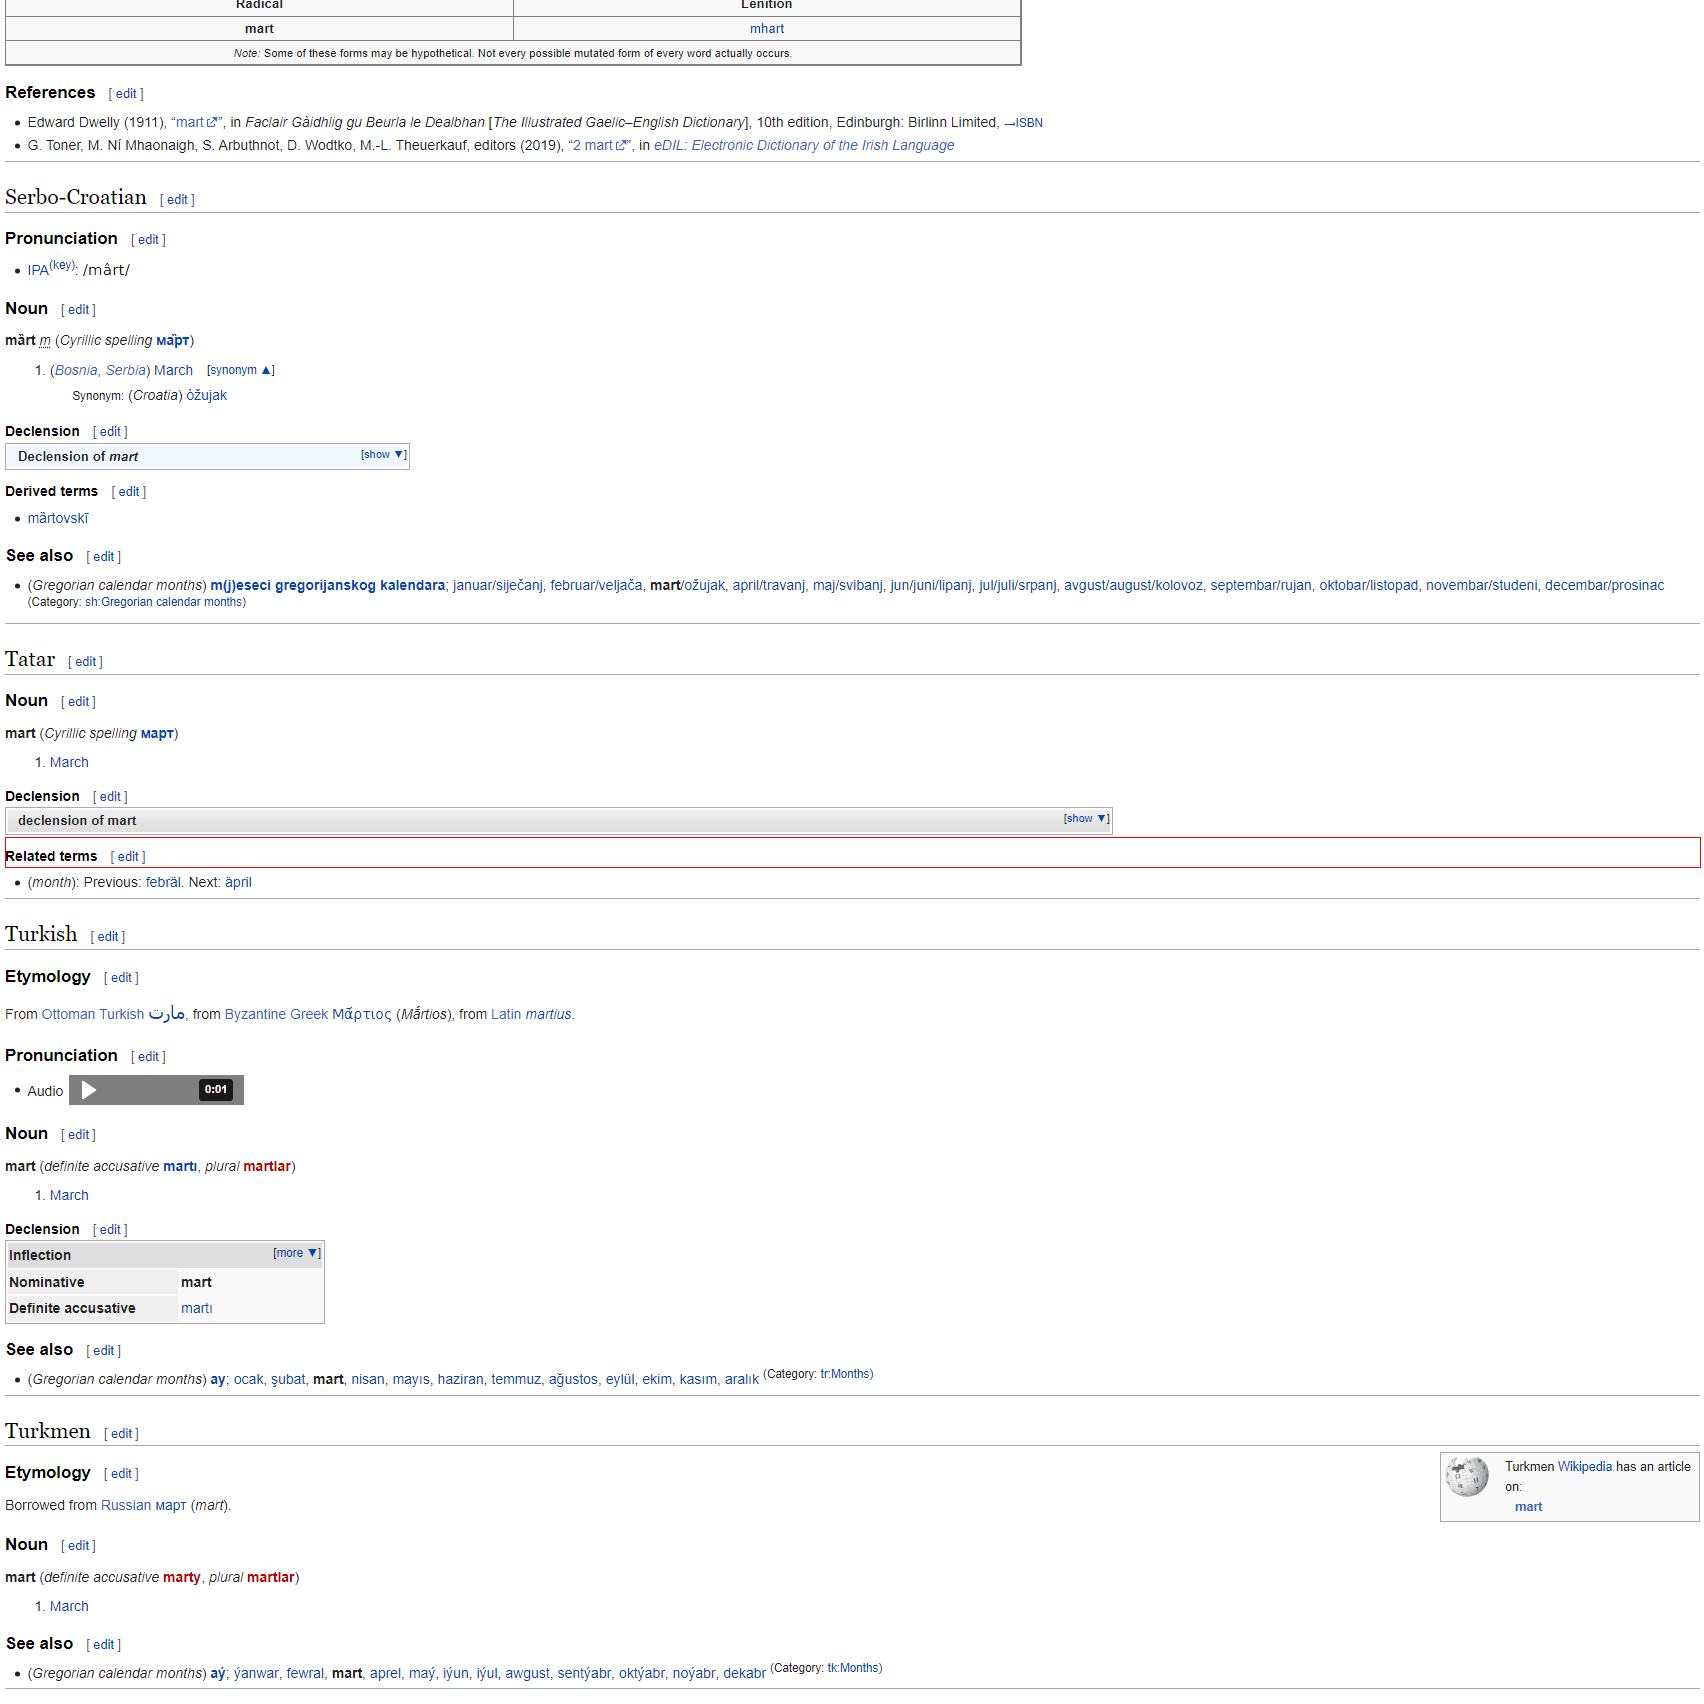 Radical Lenition
mart mhart
Note: Some of these forms may be hypothetical. Not every possible mutated form of every word actually occurs.
References [ edit ]
• Edward Dwelly (1911), “mart”, in Faclair Gàidhlig gu Beurla le Dealbhan [The Illustrated Gaelic–English Dictionary], 10th edition, Edinburgh: Birlinn Limited, →ISBN
• G. Toner, M. Ní Mhaonaigh, S. Arbuthnot, D. Wodtko, M.-L. Theuerkauf, editors (2019), “2 mart”, in eDIL: Electronic Dictionary of the Irish Language
Serbo-Croatian [ edit ]
Pronunciation [ edit ]
• IPA(key): /mârt/
Noun [ edit ]
mȁrt m (Cyrillic spelling ма̏рт)
1. (Bosnia, Serbia) March [synonym ▲]
Synonym: (Croatia) òžujak
Declension [ edit ]
Declension of mart [show ▼]
Derived terms [ edit ]
• mȁrtovskī
See also [ edit ]
• (Gregorian calendar months) m(j)eseci gregorijanskog kalendara; januar/siječanj, februar/veljača, mart/ožujak, april/travanj, maj/svibanj, jun/juni/lipanj, jul/juli/srpanj, avgust/august/kolovoz, septembar/rujan, oktobar/listopad, novembar/studeni, decembar/prosinac
(Category: sh:Gregorian calendar months)
Tatar [ edit ]
Noun [ edit ]
mart (Cyrillic spelling март)
1. March
Declension [ edit ]
declension of mart [show ▼]
Related terms [ edit ]
• (month): Previous: febräl. Next: äpril
Turkish [ edit ]
Etymology [ edit ]
From Ottoman Turkish مارت, from Byzantine Greek Μᾱ́ρτιος (Mā́rtios), from Latin martius.
Pronunciation [ edit ]
• Audio 0:01
Noun [ edit ]
mart (definite accusative martı, plural martlar)
1. March
Declension [ edit ]
Inflection [more ▼]
Nominative mart
Definite accusative martı
See also [ edit ]
• (Gregorian calendar months) ay; ocak, şubat, mart, nisan, mayıs, haziran, temmuz, ağustos, eylül, ekim, kasım, aralık (Category: tr:Months)
Turkmen [ edit ]
Etymology [ edit ]
Borrowed from Russian март (mart).
Turkmen Wikipedia has an article
on:
mart
Noun [ edit ]
mart (definite accusative marty, plural martlar)
1. March
See also [ edit ]
• (Gregorian calendar months) aý; ýanwar, fewral, mart, aprel, maý, iýun, iýul, awgust, sentýabr, oktýabr, noýabr, dekabr (Category: tk:Months)